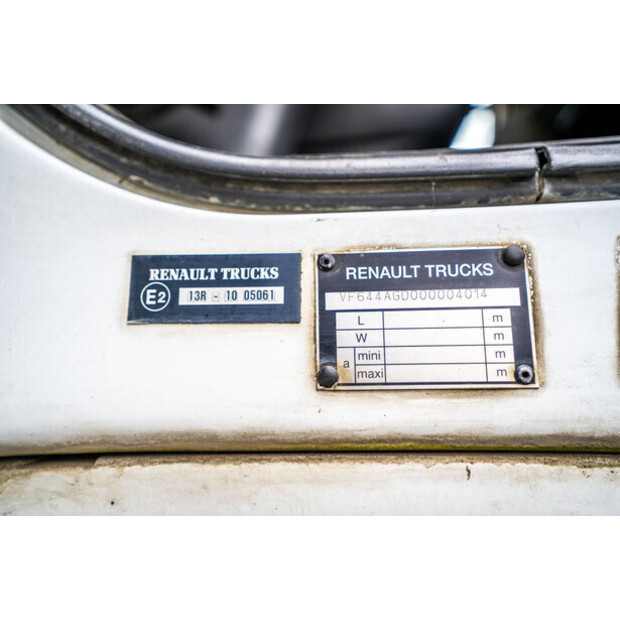 RENAULT TRUCKS
E2 13R - 10 05061
RENAULT TRUCKS
VF644AGD000004014
L m
W m
a mini m
maxi m